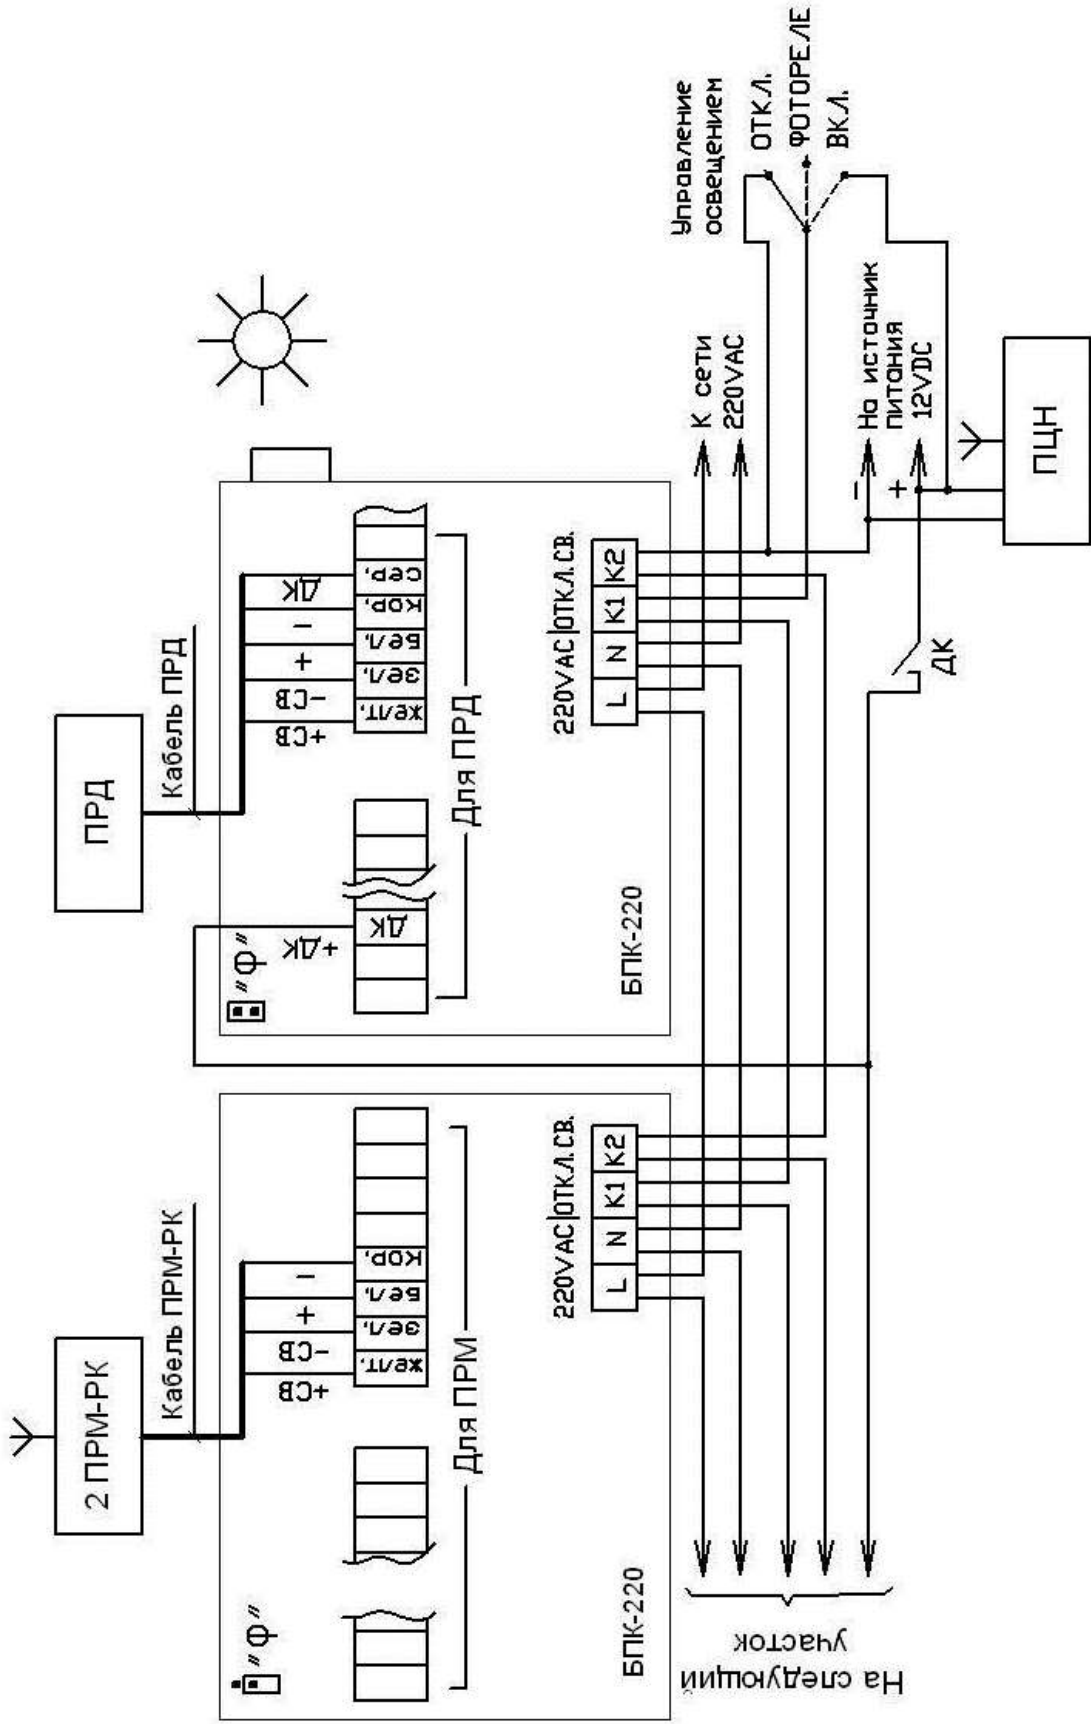 2 ПРМ-РК
Кабель ПРМ-РК
"Ф"
+СВ
-СВ
+
-
жел.т.
зел.
бел.
кор.
Для ПРМ
БПК-220
220VAC|ОТКЛ.СВ.
L N K1 K2
ПРД
Кабель ПРД
"Ф"
+ДК
ДК
+СВ
-СВ
+
-
ДК
жел.т.
зел.
бел.
кор.
сер.
Для ПРД
БПК-220
220VAC|ОТКЛ.СВ.
L N K1 K2
К сети
220VAC
Управление
освещением
ОТКЛ.
ФОТОРЕЛЕ
ВКЛ.
-
+
На источник
питания
12VDC
ДК
ПЦН
На следующий
участок